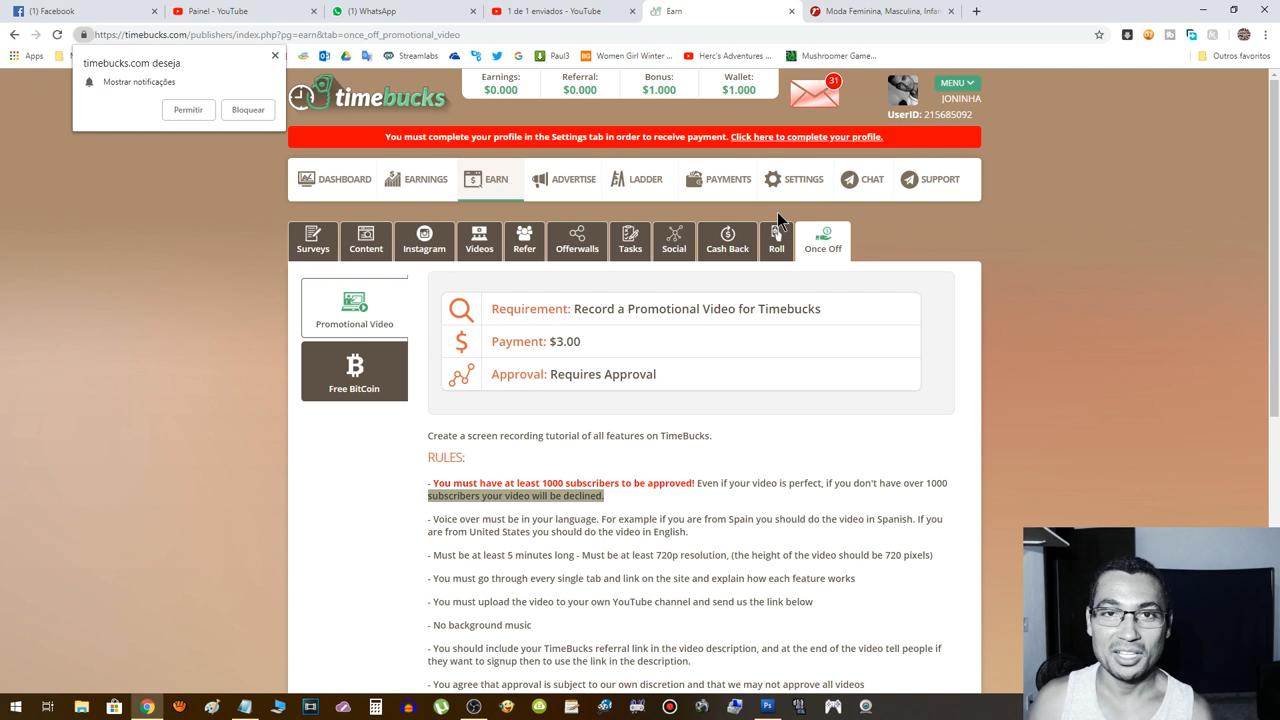 (1) Facebook
Painel - YouTube
(1) WhatsApp
1 de 1 enviados - YouTube
Earn
Moda Feminina, Masculina, Infa
https://timebucks.com/publishers/index.php?pg=earn&tab=once_off_promotional_video
Apps
Streamlabs
Paul3
Women Girl Winter ...
Herc's Adventures...
Mushroomer Game...
Outros favoritos
timebucks.com deseja
Mostrar notificações
Permitir
Bloquear
timebucks
Earnings: Referral: Bonus: Wallet:
$0.000 $0.000 $1.000 $1.000
31
MENU
JONINHA
UserID: 215685092
You must complete your profile in the Settings tab in order to receive payment. Click here to complete your profile.
DASHBOARD EARNINGS EARN ADVERTISE LADDER PAYMENTS SETTINGS CHAT SUPPORT
Surveys Content Instagram Videos Refer Offerwalls Tasks Social Cash Back Roll Once Off
Promotional Video
Free BitCoin
Requirement: Record a Promotional Video for Timebucks
Payment: $3.00
Approval: Requires Approval
Create a screen recording tutorial of all features on TimeBucks.
RULES:
- You must have at least 1000 subscribers to be approved! Even if your video is perfect, if you don't have over 1000
subscribers your video will be declined.
- Voice over must be in your language. For example if you are from Spain you should do the video in Spanish. If you
are from United States you should do the video in English.
- Must be at least 5 minutes long - Must be at least 720p resolution, (the height of the video should be 720 pixels)
- You must go through every single tab and link on the site and explain how each feature works
- You must upload the video to your own YouTube channel and send us the link below
- No background music
- You should include your TimeBucks referral link in the video description, and at the end of the video tell people if
they want to signup then to use the link in the description.
- You agree that approval is subject to our own discretion and that we may not approve all videos